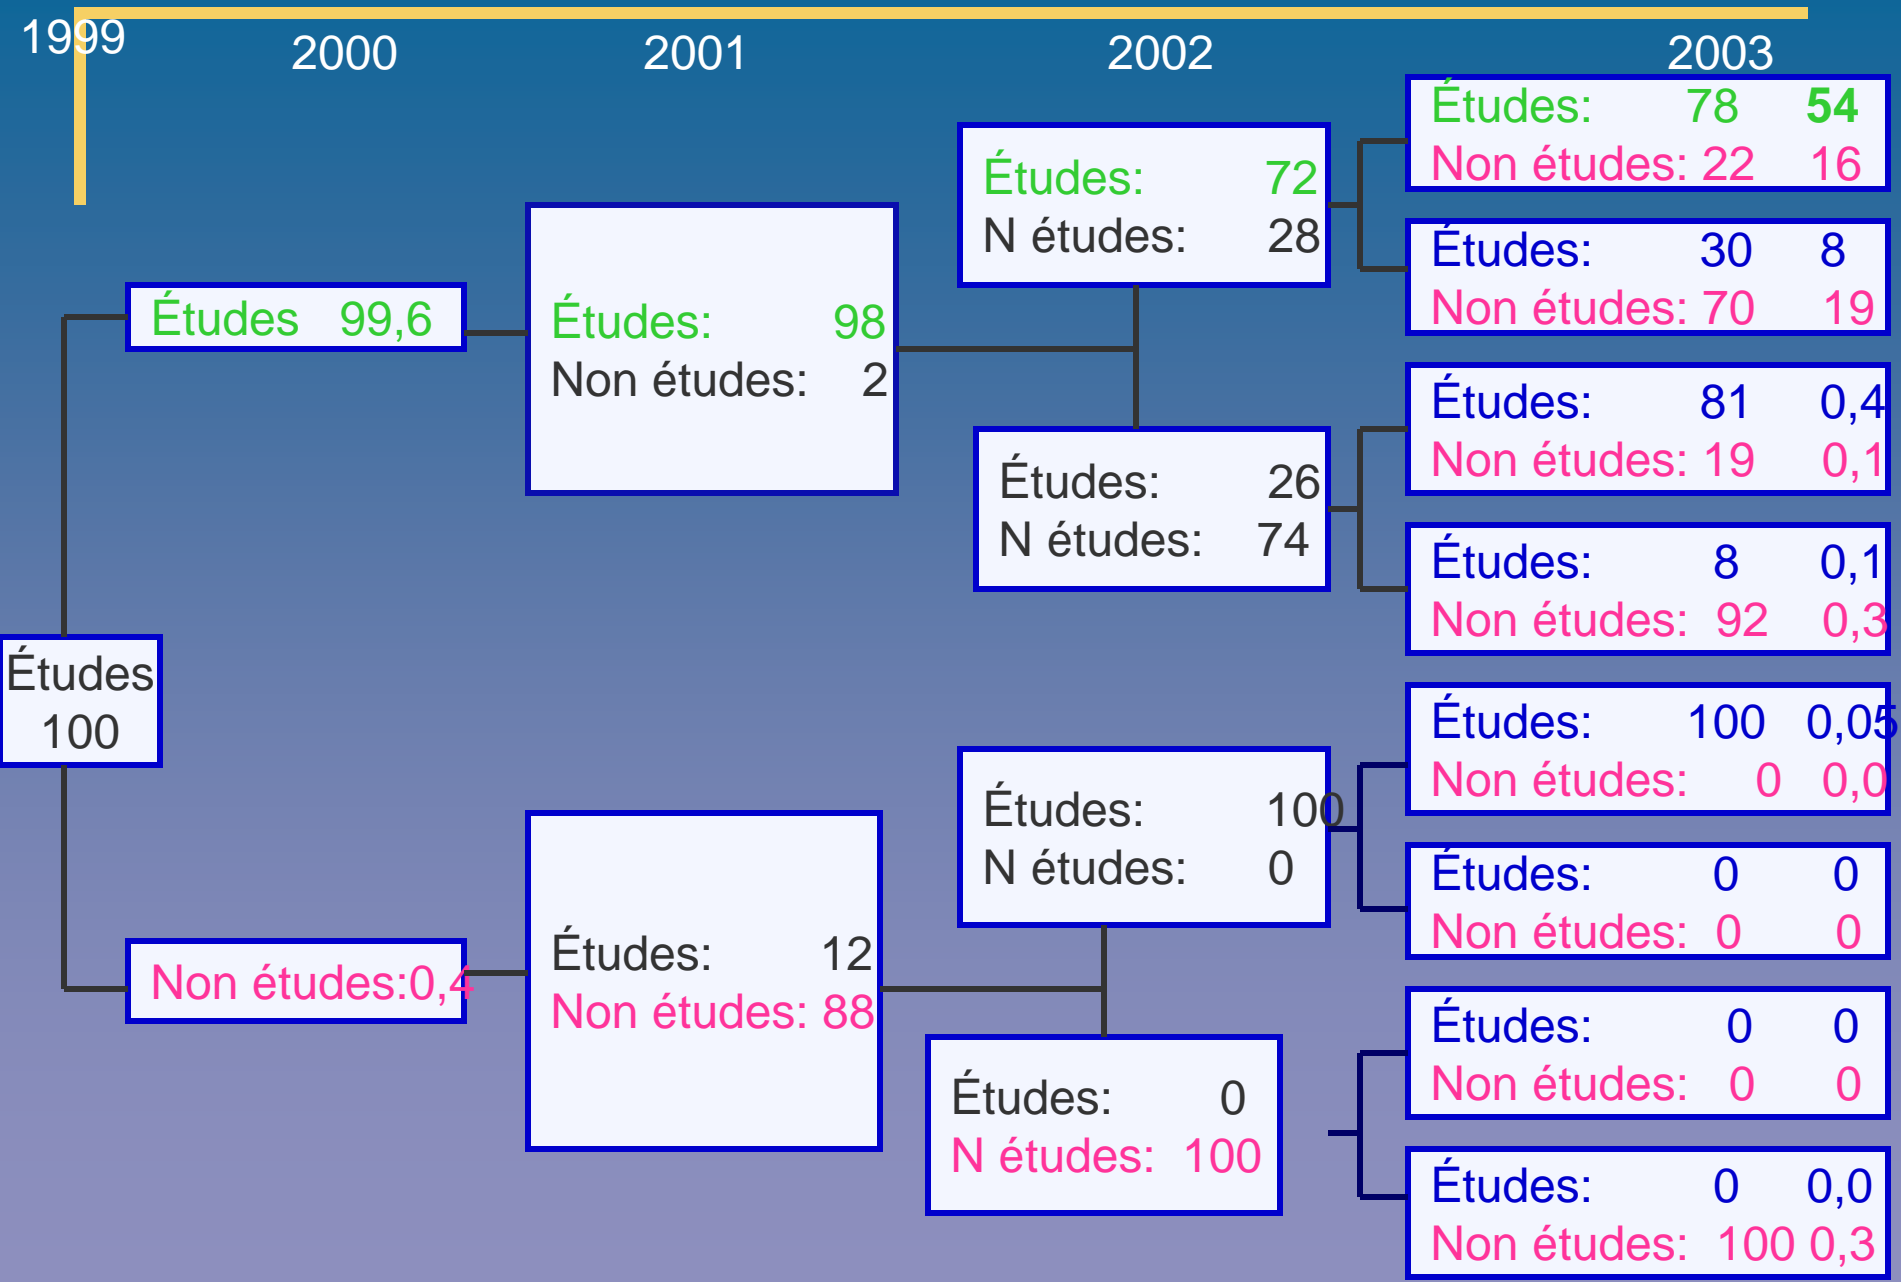 1999
2000
2001
2002
2003
Études 100
Études 99,6
Non études:0,4
Études: 98
Non études: 2
Études: 12
Non études: 88
Études: 72
N études: 28
Études: 26
N études: 74
Études: 100
N études: 0
Études: 0
N études: 100
Études: 78 54
Non études: 22 16
Études: 30 8
Non études: 70 19
Études: 81 0,4
Non études: 19 0,1
Études: 8 0,1
Non études: 92 0,3
Études: 100 0,05
Non études: 0 0,0
Études: 0 0
Non études: 0 0
Études: 0 0
Non études: 0 0
Études: 0 0,0
Non études: 100 0,3